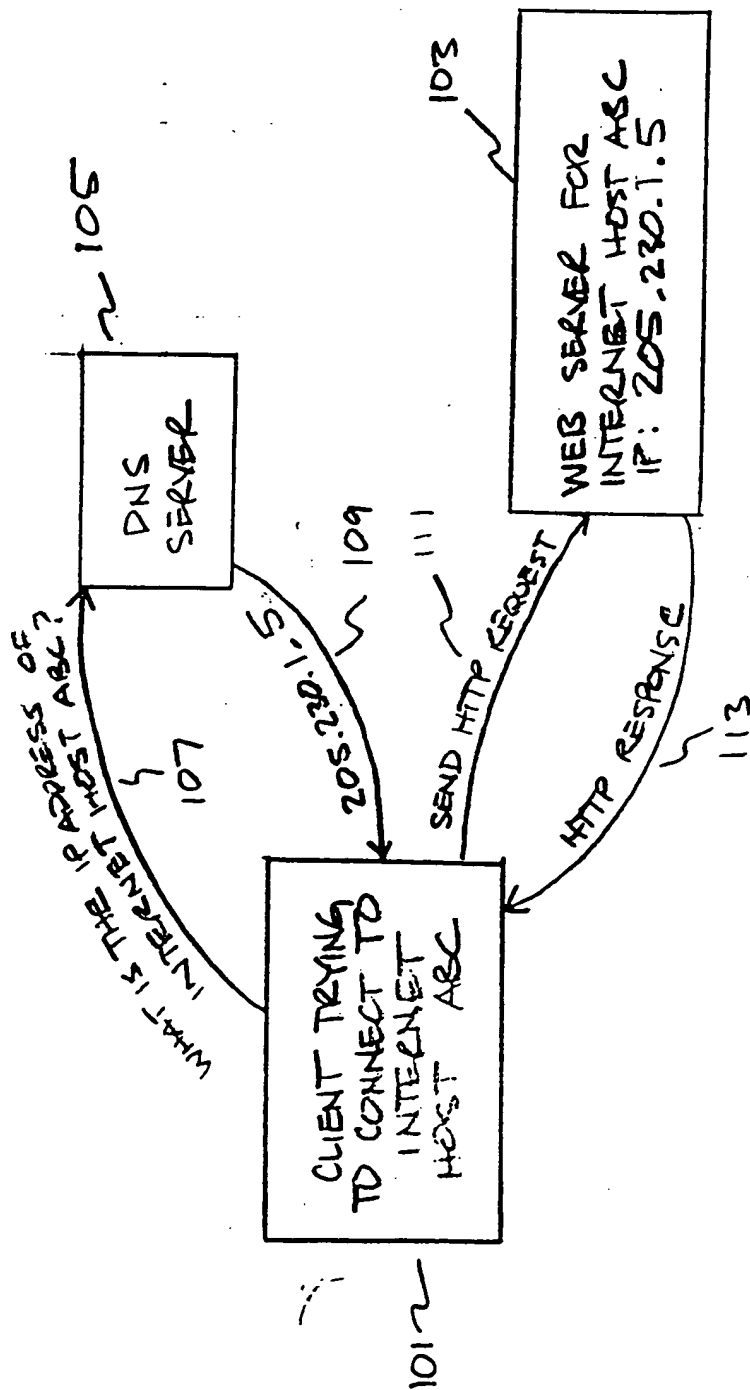 WHAT IS THE IP ADDRESS OF
INTERNET HOST ABC?
107
DNS
SERVER
105
205.230.1.5
109
CLIENT TRYING
TO CONNECT TO
INTERNET
HOST ABC
101
SEND HTTP REQUEST
111
HTTP RESPONSE
113
WEB SERVER FOR
INTERNET HOST ABC
IP: 205.230.1.5
103